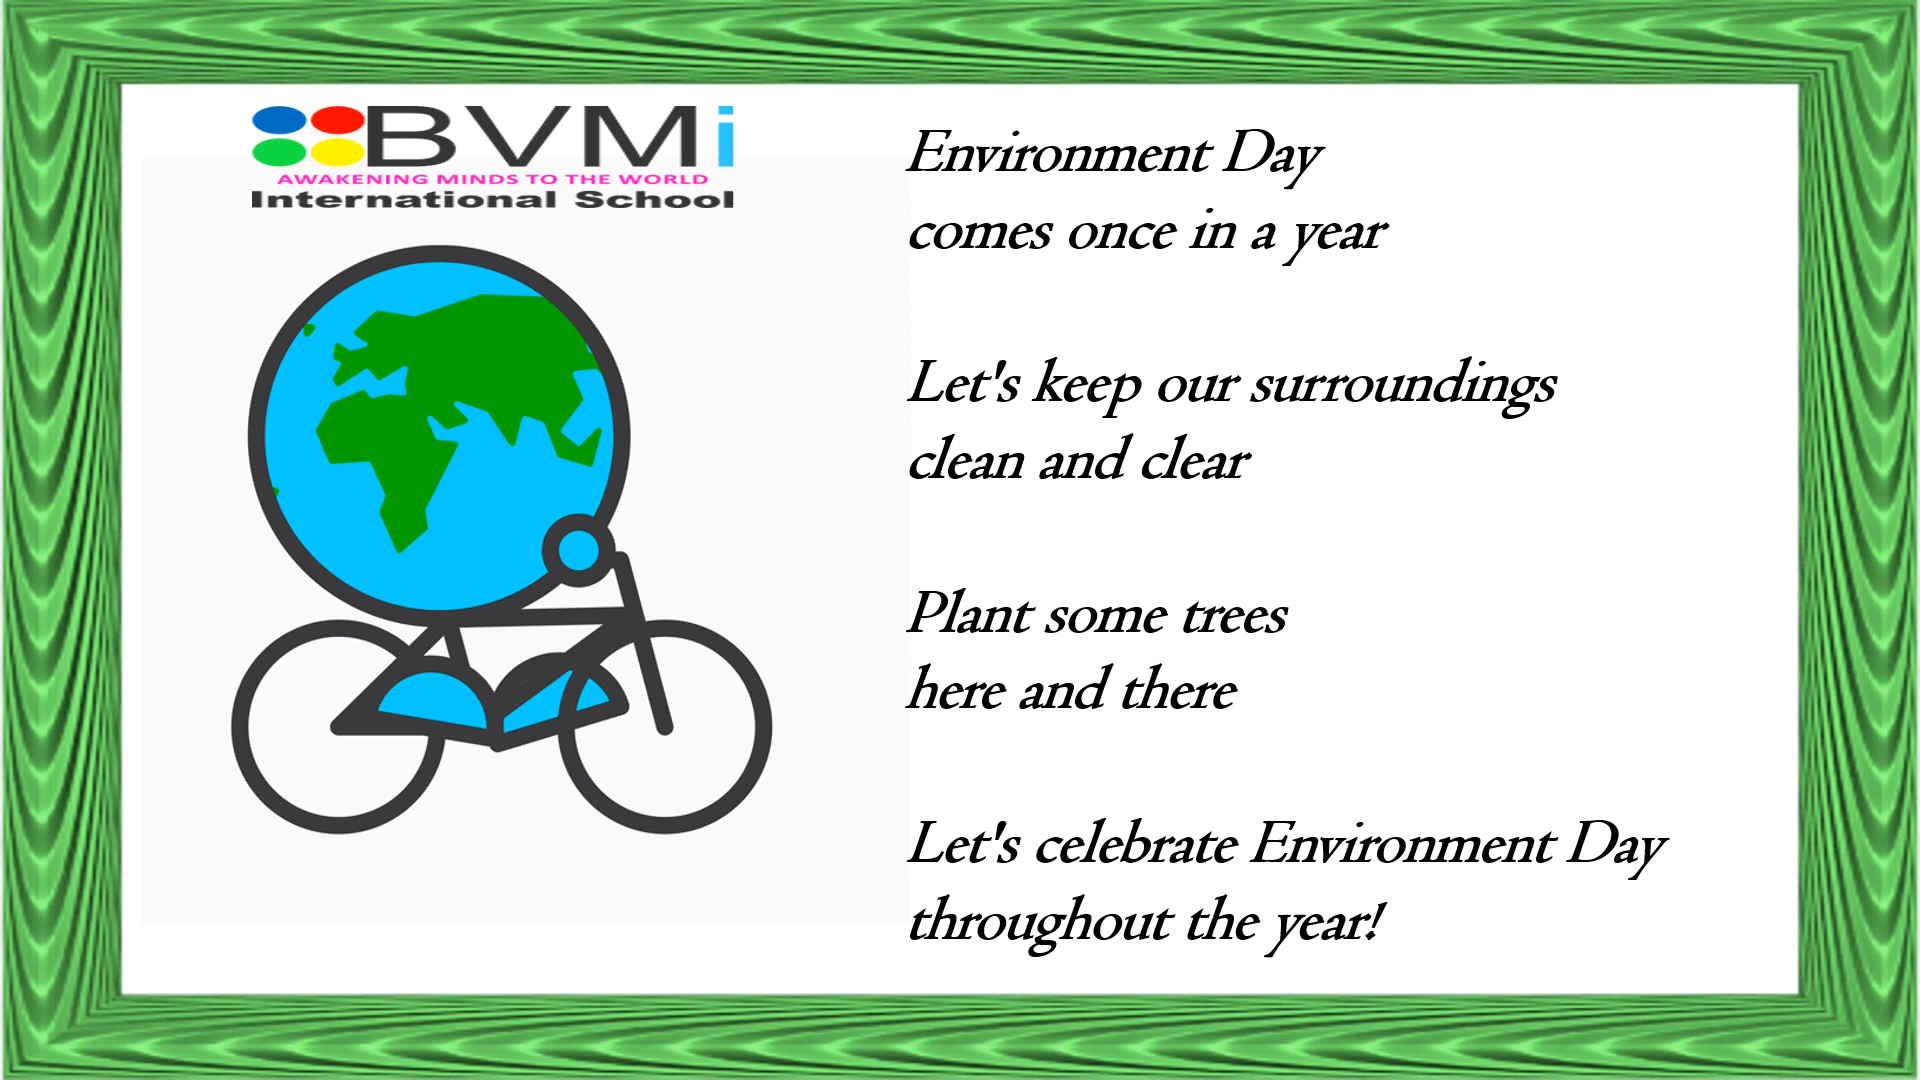 BVMi
AWAKENING MINDS TO THE WORLD
International School
Environment Day
comes once in a year
Let's keep our surroundings
clean and clear
Plant some trees
here and there
Let's celebrate Environment Day
throughout the year!